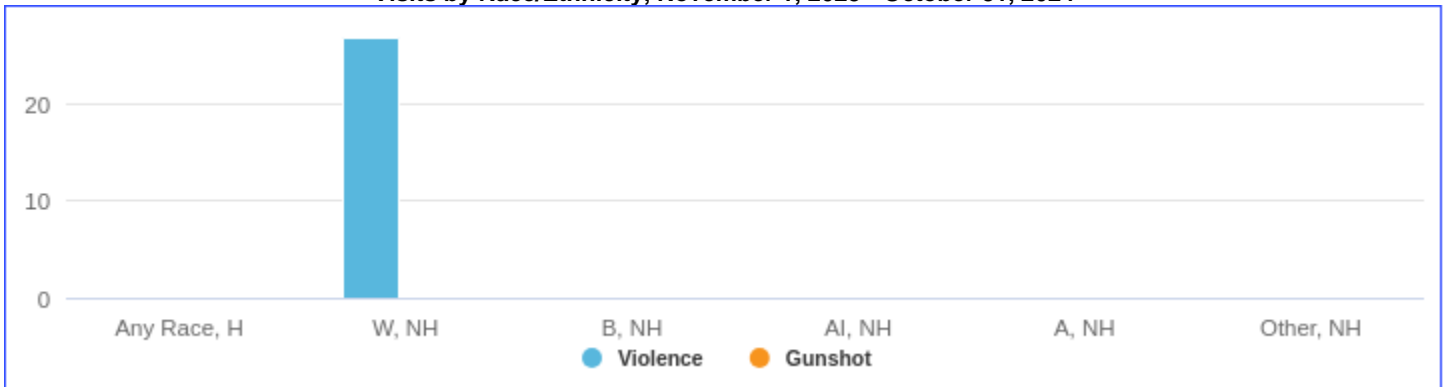 20
10
0
Any Race, H W, NH B, NH AI, NH A, NH Other, NH
Violence Gunshot